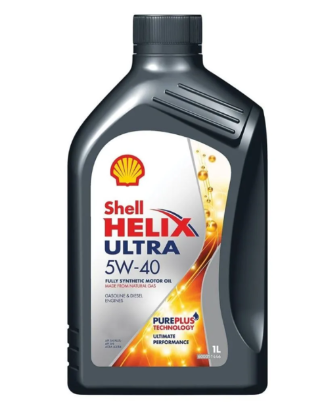 Shell
HELIX
ULTRA
5W-40
FULLY SYNTHETIC MOTOR OIL
MADE FROM NATURAL GAS
GASOLINE & DIESEL
ENGINES
PUREPLUS
TECHNOLOGY
ULTIMATE
PERFORMANCE
1L